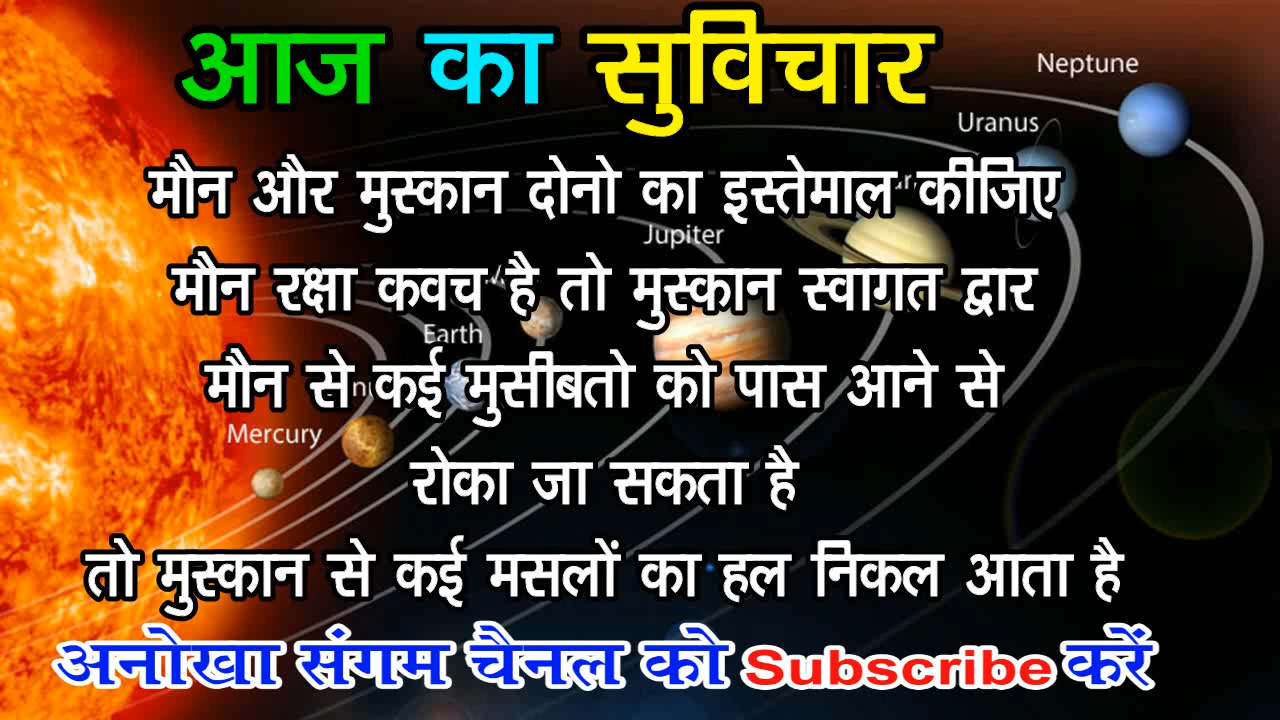 आज का सुविचार
Neptune
Uranus
मौन और मुस्कान दोनो का इस्तेमाल कीजिए
Jupiter
मौन रक्षा कवच है तो मुस्कान स्वागत द्वार
Earth
मौन से कई मुसीबतो को पास आने से
Mercury
रोका जा सकता है
तो मुस्कान से कई मसलों का हल निकल आता है
अनोखा संगम चैनल को Subscribe करें